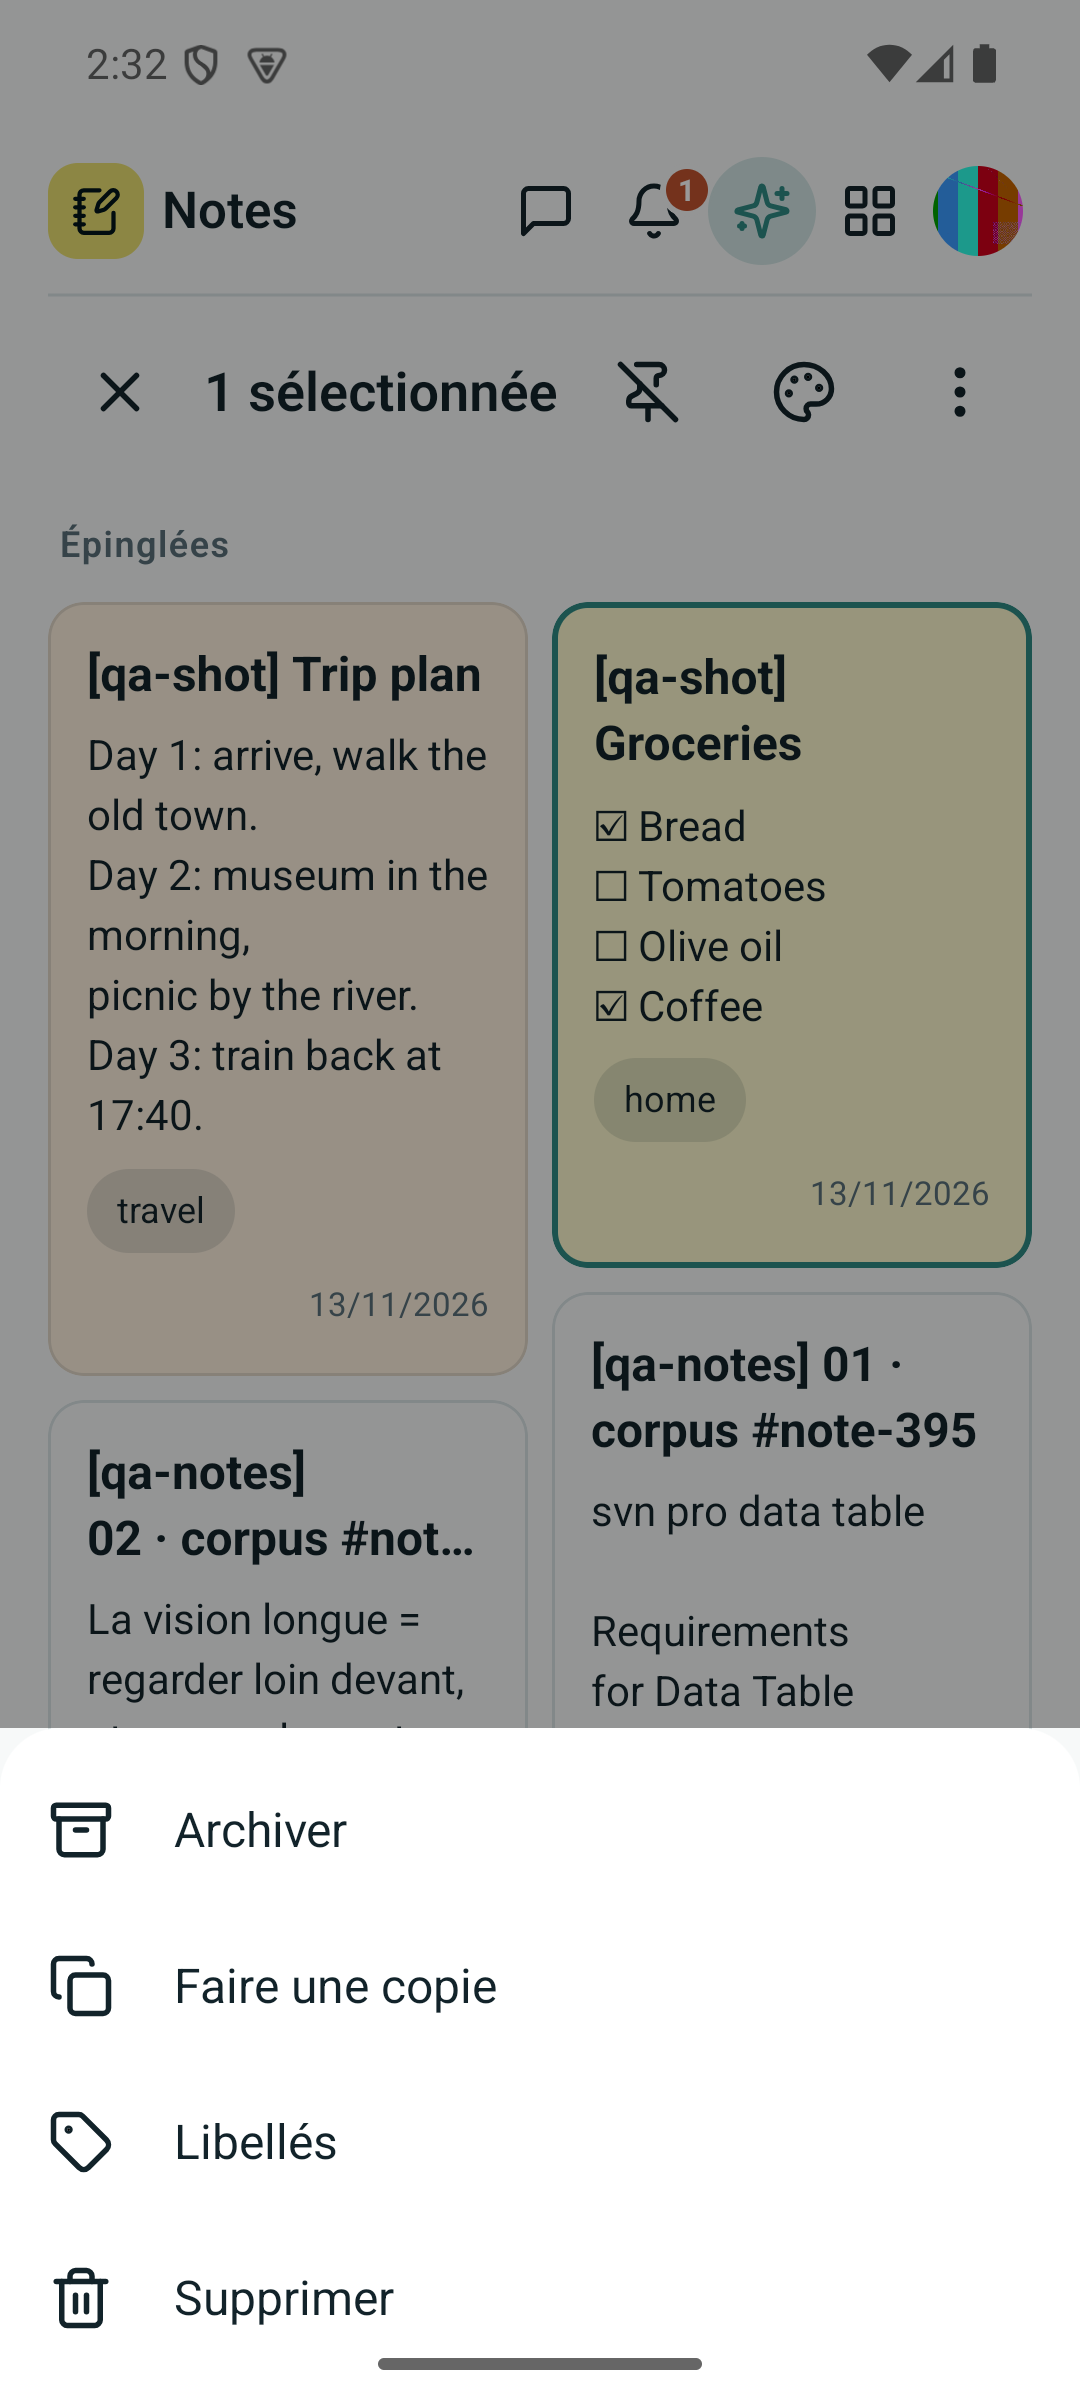 2:32
Notes
1
1 sélectionnée
Épinglées
[qa-shot] Trip plan
Day 1: arrive, walk the
old town.
Day 2: museum in the
morning,
picnic by the river.
Day 3: train back at
17:40.
travel
13/11/2026
[qa-shot]
Groceries
☑ Bread
☐ Tomatoes
☐ Olive oil
☑ Coffee
home
13/11/2026
[qa-notes]
02 · corpus #not…
La vision longue =
regarder loin devant,
[qa-notes] 01 ·
corpus #note-395
svn pro data table
Requirements
for Data Table
Archiver
Faire une copie
Libellés
Supprimer